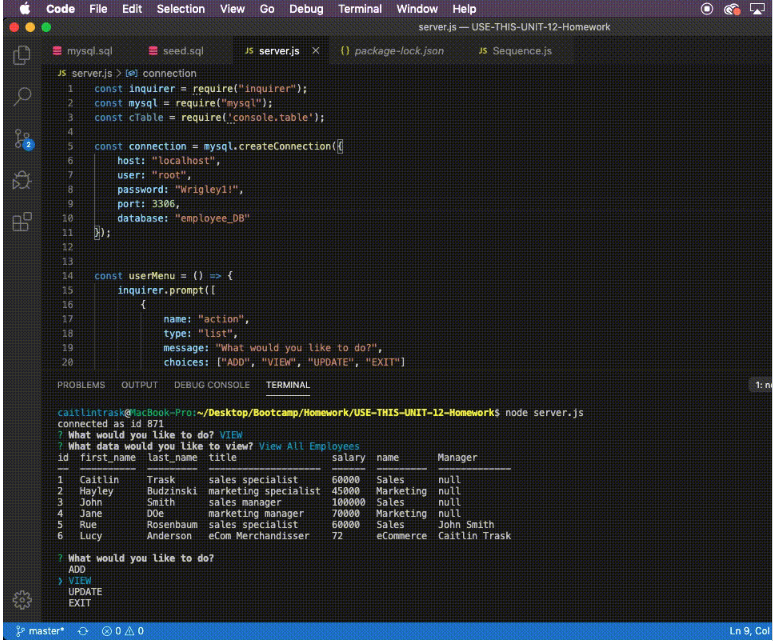 Code File Edit Selection View Go Debug Terminal Window Help
server.js — USE-THIS-UNIT-12-Homework
mysql.sql seed.sql JS server.js × {} package-lock.json JS Sequence.js
JS server.js > connection
1 const inquirer = require("inquirer");
2 const mysql = require("mysql");
3 const cTable = require('console.table');
4
5 const connection = mysql.createConnection({
6 host: "localhost",
7 user: "root",
8 password: "Wrigley1!",
9 port: 3306,
10 database: "employee_DB"
11 });
12
13
14 const userMenu = () => {
15 inquirer.prompt([
16 {
17 name: "action",
18 type: "list",
19 message: "What would you like to do?",
20 choices: ["ADD", "VIEW", "UPDATE", "EXIT"]
PROBLEMS OUTPUT DEBUG CONSOLE TERMINAL 1:
caitlintrask@MacBook-Pro:~/Desktop/Bootcamp/Homework/USE-THIS-UNIT-12-Homework$ node server.js
connected as id 871
? What would you like to do? VIEW
? What data would you like to view? View All Employees
id first_name last_name title salary name Manager
1 Caitlin Trask sales specialist 60000 Sales null
2 Hayley Budzinski marketing specialist 45000 Marketing null
3 John Smith sales manager 100000 Sales null
4 Jane DOe marketing manager 70000 Marketing null
5 Rue Rosenbaum sales specialist 60000 Sales John Smith
6 Lucy Anderson eCom Merchandisser 72 eCommerce Caitlin Trask
? What would you like to do?
ADD
❯ VIEW
UPDATE
EXIT
2
master* 0 0 Ln 9, Col